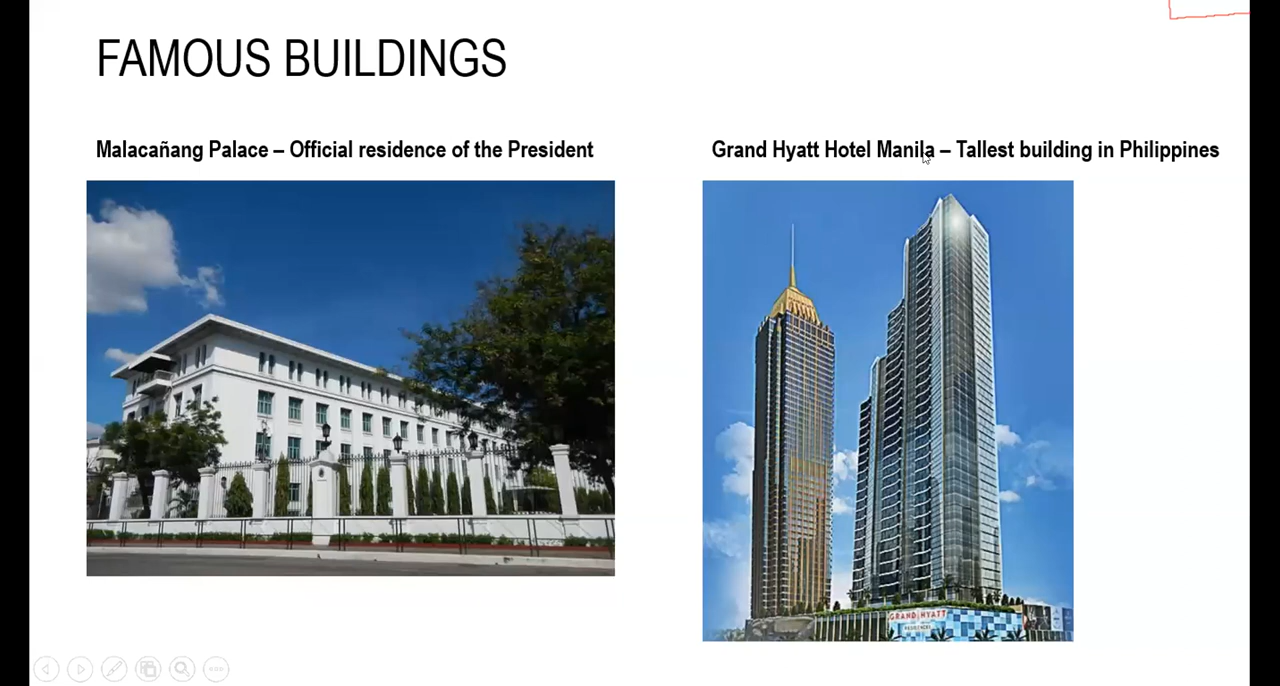 FAMOUS BUILDINGS
Malacañang Palace – Official residence of the President
Grand Hyatt Hotel Manila – Tallest building in Philippines
GRAND HYATT
RESIDENCES